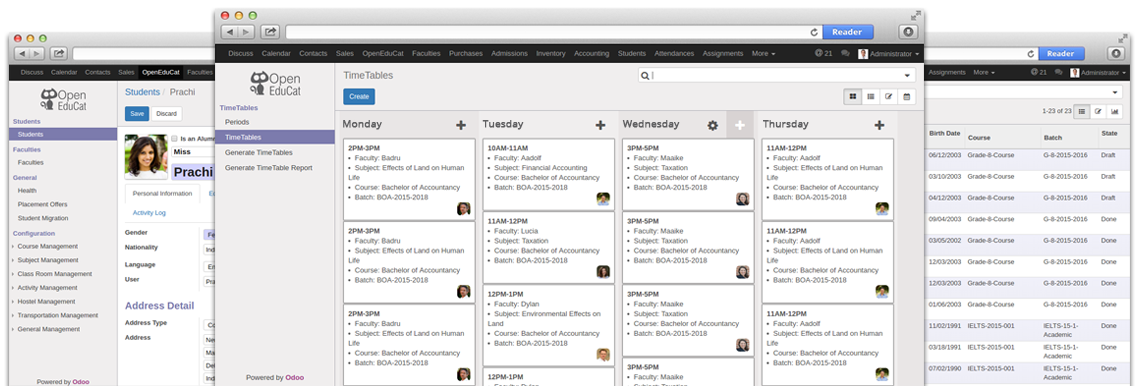 Reader
Discuss Calendar Contacts Sales OpenEduCat Faculties
Open
EduCat
Students
Students
Faculties
Faculties
General
Health
Placement Offers
Student Migration
Configuration
Course Management
Subject Management
Class Room Management
Activity Management
Hostel Management
Transportation Management
General Management
Powered by Odoo
Students / Prachi
Save Discard
Is an Alumn
Miss
Prachi
Personal Information
Activity Log
Gender
Nationality
Language
User
Address Detail
Address Type
Address
Discuss Calendar Contacts Sales OpenEduCat Faculties Purchases Admissions Inventory Accounting Students Attendances Assignments More 21 Administrator
Open
EduCat
TimeTables
Periods
TimeTables
Generate TimeTables
Generate TimeTable Report
Powered by Odoo
TimeTables
Create
Monday
2PM-3PM
Faculty: Badru
Subject: Effects of Land on Human
Life
Course: Bachelor of Accountancy
Batch: BOA-2015-2018
2PM-3PM
Faculty: Badru
Subject: Effects of Land on Human
Life
Course: Bachelor of Accountancy
Batch: BOA-2015-2018
2PM-3PM
Faculty: Badru
Subject: Effects of Land on Human
Life
Course: Bachelor of Accountancy
Batch: BOA-2015-2018
Tuesday
10AM-11AM
Faculty: Aadolf
Subject: Financial Accounting
Course: Bachelor of Accountancy
Batch: BOA-2015-2018
11AM-12PM
Faculty: Lucia
Subject: Taxation
Course: Bachelor of Accountancy
Batch: BOA-2015-2018
12PM-1PM
Faculty: Dylan
Subject: Environmental Effects on
Land
Course: Bachelor of Accountancy
Batch: BOA-2015-2018
12PM-1PM
Faculty: Dylan
Wednesday
3PM-5PM
Faculty: Maaike
Subject: Taxation
Course: Bachelor of Accountancy
Batch: BOA-2015-2018
3PM-5PM
Faculty: Maaike
Subject: Taxation
Course: Bachelor of Accountancy
Batch: BOA-2015-2018
3PM-5PM
Faculty: Maaike
Subject: Taxation
Course: Bachelor of Accountancy
Batch: BOA-2015-2018
3PM-5PM
Faculty: Maaike
Thursday
11AM-12PM
Faculty: Aadolf
Subject: Effects of Land on Human
Life
Course: Bachelor of Accountancy
Batch: BOA-2015-2018
11AM-12PM
Faculty: Aadolf
Subject: Effects of Land on Human
Life
Course: Bachelor of Accountancy
Batch: BOA-2015-2018
11AM-12PM
Faculty: Aadolf
Subject: Effects of Land on Human
Life
Course: Bachelor of Accountancy
Batch: BOA-2015-2018
Reader
Assignments More 21 Administrator
1-23 of 23
Birth Date Course Batch State
06/12/2003 Grade-8-Course G-8-2015-2016 Draft
03/10/2003 Grade-8-Course G-8-2015-2016 Draft
04/12/2003 Grade-8-Course G-8-2015-2016 Draft
09/04/2003 Grade-8-Course G-8-2015-2016 Done
03/05/2002 Grade-8-Course G-8-2015-2016 Done
12/03/2003 Grade-8-Course G-8-2015-2016 Done
12/03/2003 Grade-8-Course G-8-2015-2016 Done
01/06/2003 Grade-8-Course G-8-2015-2016 Done
11/02/1991 IELTS-2015-001 IELTS-15-1-
Academic Done
03/18/1991 IELTS-2015-001 IELTS-15-1-
Academic Done
07/02/1990 IELTS-2015-001 IELTS-15-1-
Academic Done